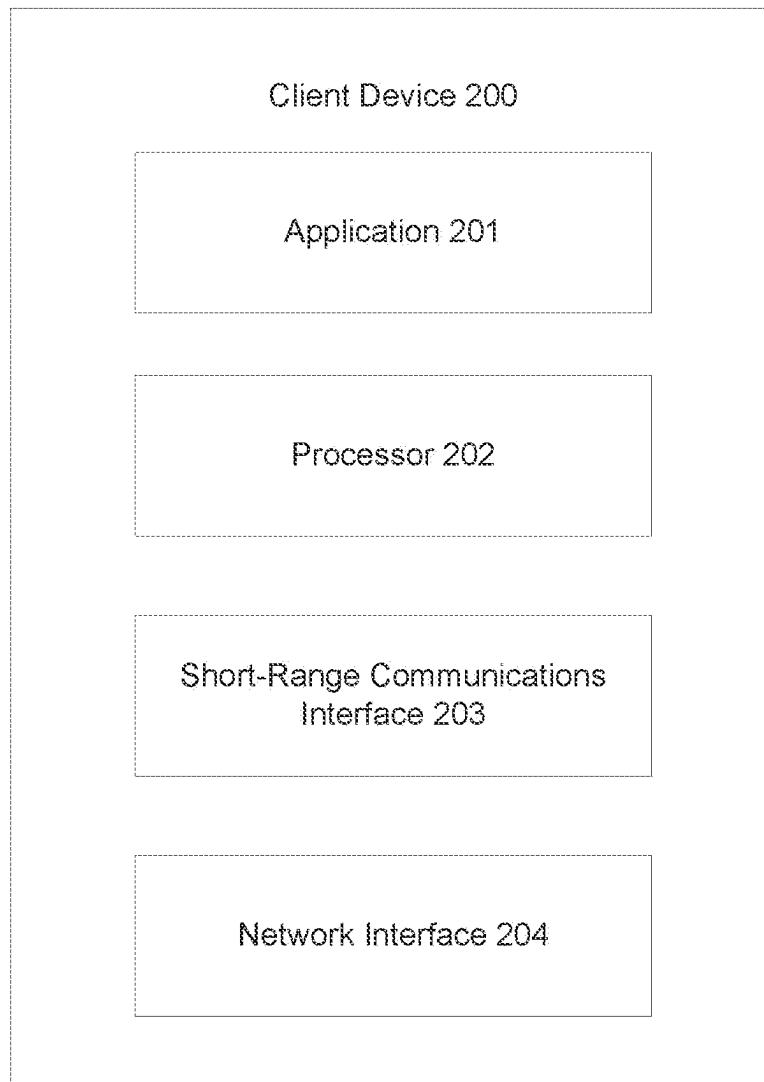 Client Device 200
Application 201
Processor 202
Short-Range Communications
Interface 203
Network Interface 204